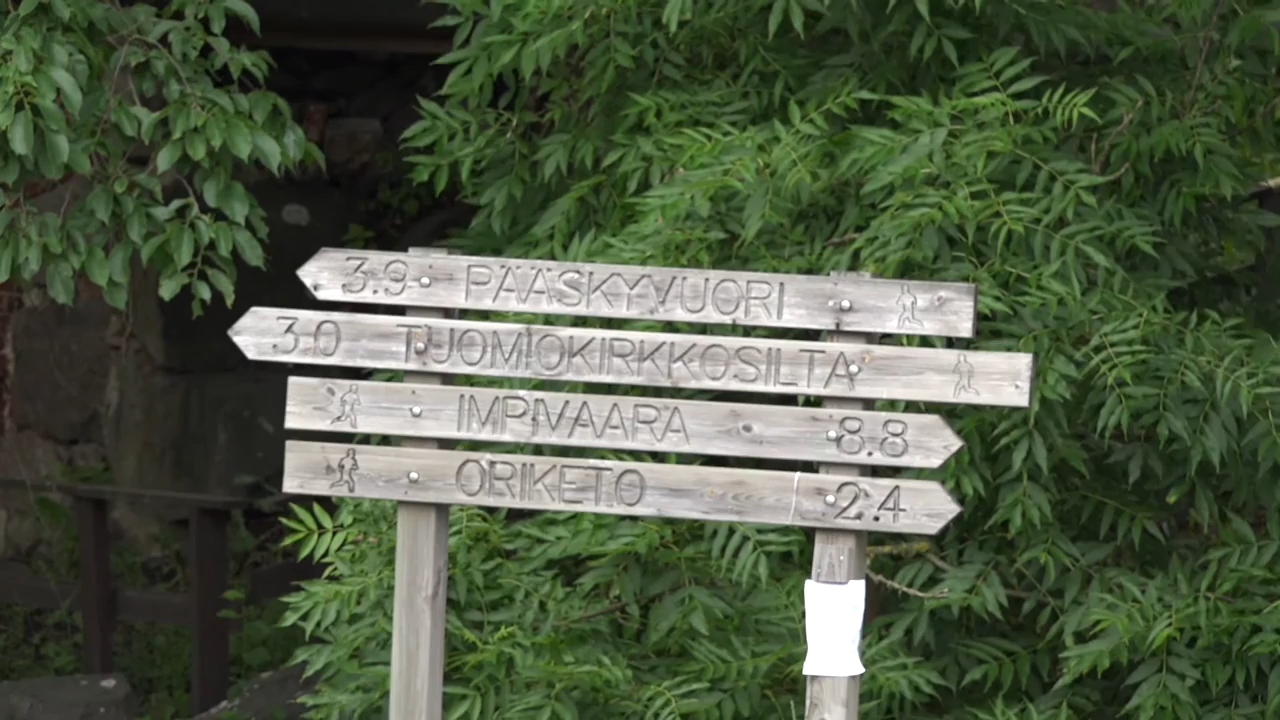 3.9 PÄÄSKYVUORI
3.0 TUOMIOKIRKKOSILTA
IMPIVAARA 8.8
ORIKETO 2.4